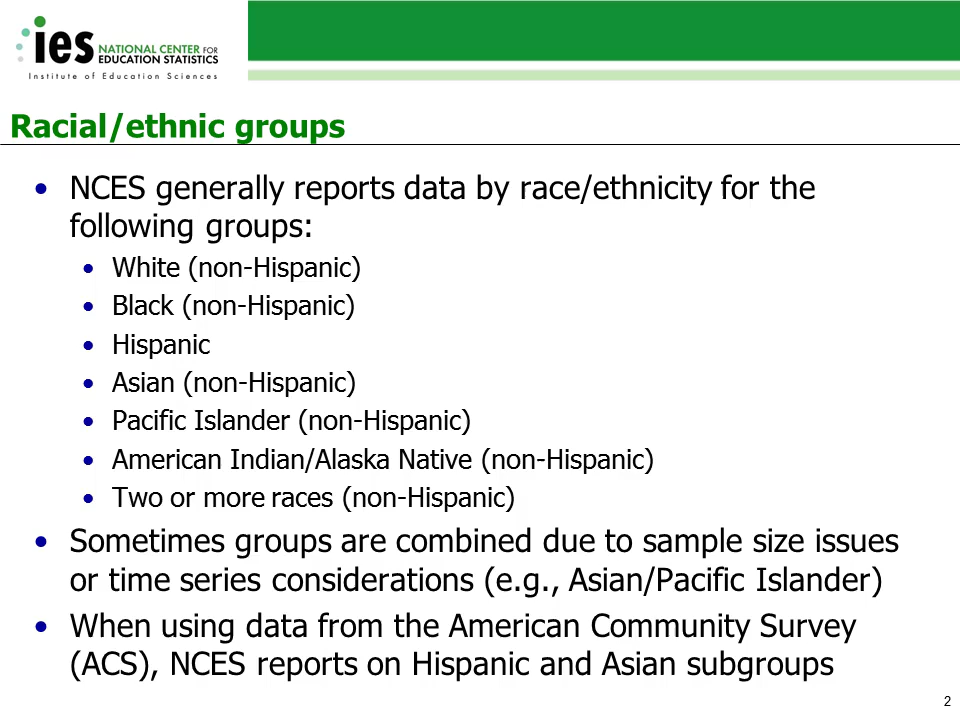 ies NATIONAL CENTER FOR
EDUCATION STATISTICS
Institute of Education Sciences
Racial/ethnic groups
• NCES generally reports data by race/ethnicity for the
following groups:
• White (non-Hispanic)
• Black (non-Hispanic)
• Hispanic
• Asian (non-Hispanic)
• Pacific Islander (non-Hispanic)
• American Indian/Alaska Native (non-Hispanic)
• Two or more races (non-Hispanic)
• Sometimes groups are combined due to sample size issues
or time series considerations (e.g., Asian/Pacific Islander)
• When using data from the American Community Survey
(ACS), NCES reports on Hispanic and Asian subgroups
2